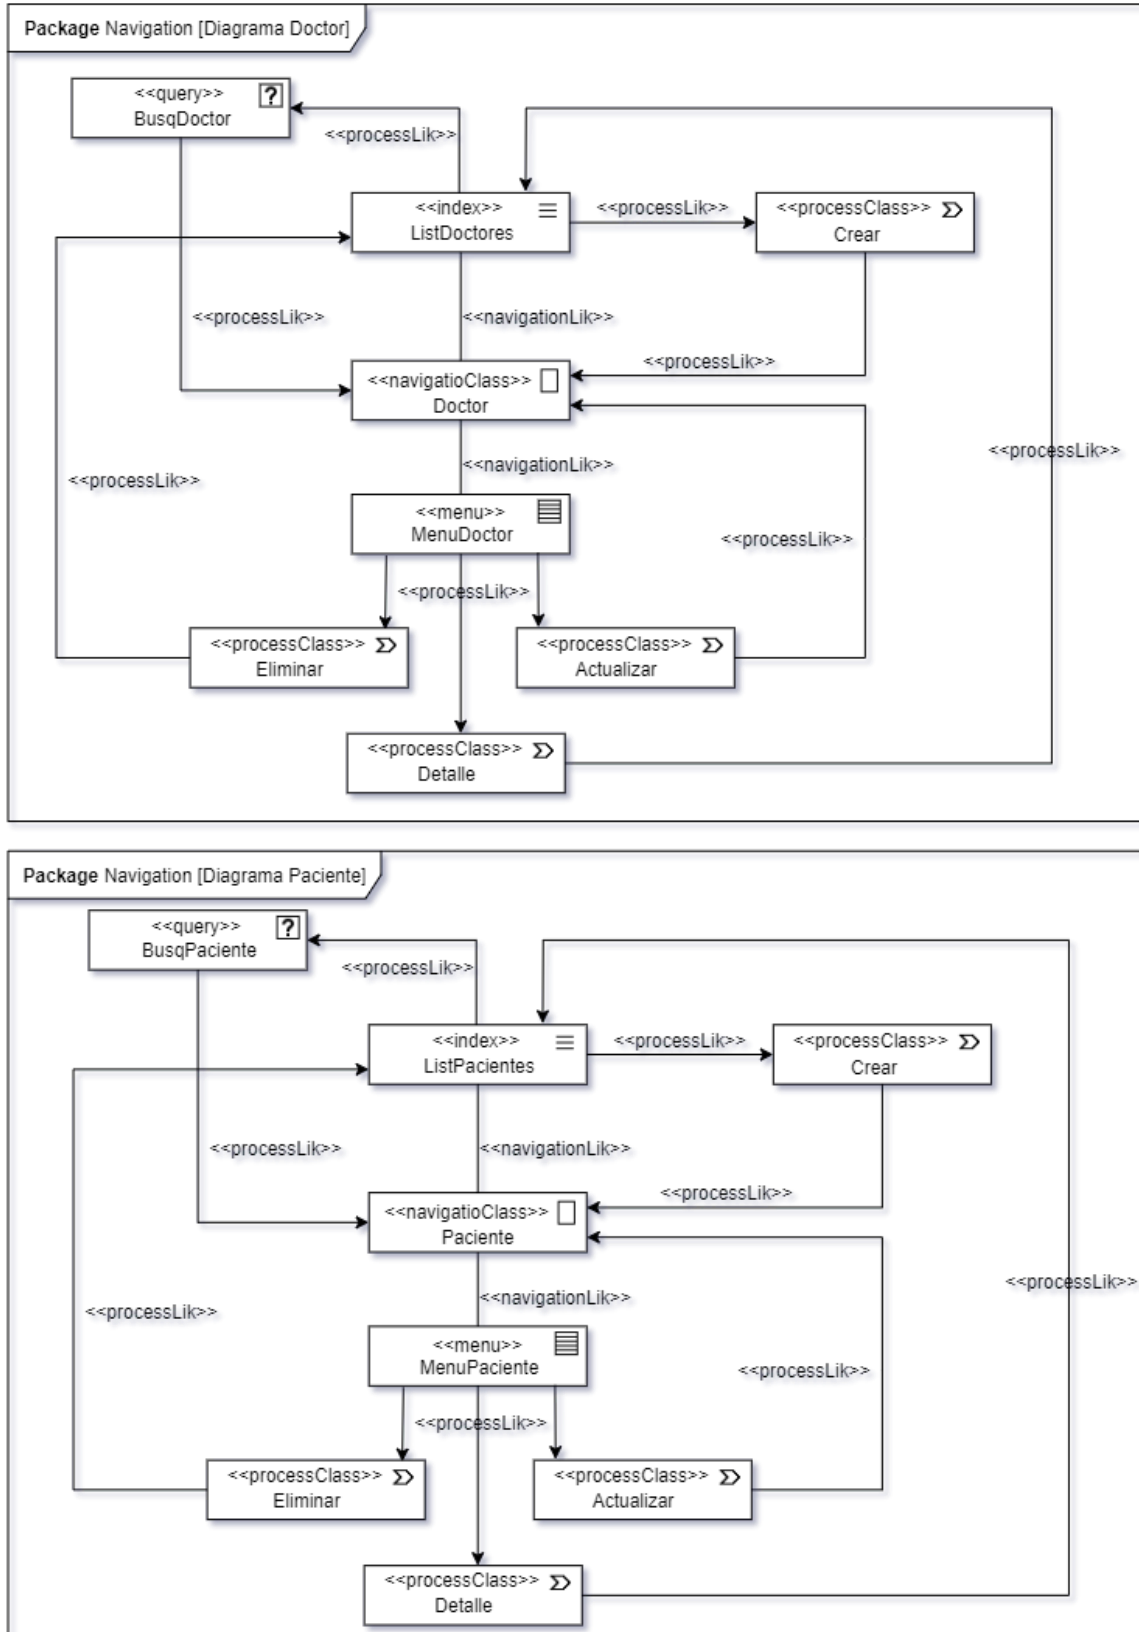 Package Navigation [Diagrama Doctor]
<<query>>
?
BusqDoctor
<<processLik>>
<<index>>
ListDoctores
<<processLik>>
<<processClass>>
Crear
<<processLik>>
<<navigationLik>>
<<processLik>>
<<navigatioClass>>
Doctor
<<processLik>>
<<navigationLik>>
<<processLik>>
<<menu>>
MenuDoctor
<<processLik>>
<<processLik>>
<<processClass>>
Eliminar
<<processClass>>
Actualizar
<<processClass>>
Detalle
Package Navigation [Diagrama Paciente]
<<query>>
?
BusqPaciente
<<processLik>>
<<index>>
ListPacientes
<<processLik>>
<<processClass>>
Crear
<<processLik>>
<<navigationLik>>
<<processLik>>
<<navigatioClass>>
Paciente
<<processLik>>
<<navigationLik>>
<<processLik>>
<<menu>>
MenuPaciente
<<processLik>>
<<processLik>>
<<processClass>>
Eliminar
<<processClass>>
Actualizar
<<processClass>>
Detalle